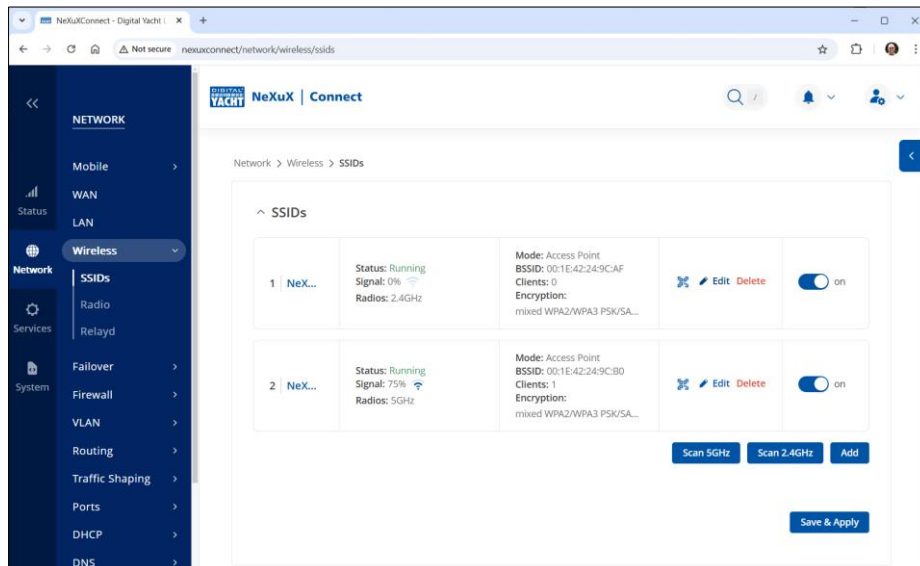 NeXuXConnect - Digital Yacht L
Not secure nexuxconnect/network/wireless/ssids
DIGITAL YACHT NeXuX | Connect
/
NETWORK
Status
Network
Services
System
Mobile
WAN
LAN
Wireless
SSIDs
Radio
Relayd
Failover
Firewall
VLAN
Routing
Traffic Shaping
Ports
DHCP
DNS
Network > Wireless > SSIDs
SSIDs
1 NeX...
Status: Running
Signal: 0%
Radios: 2.4GHz
Mode: Access Point
BSSID: 00:1E:42:24:9C:AF
Clients: 0
Encryption:
mixed WPA2/WPA3 PSK/SA...
Edit Delete
on
2 NeX...
Status: Running
Signal: 75%
Radios: 5GHz
Mode: Access Point
BSSID: 00:1E:42:24:9C:B0
Clients: 1
Encryption:
mixed WPA2/WPA3 PSK/SA...
Edit Delete
on
Scan 5GHz Scan 2.4GHz Add
Save & Apply